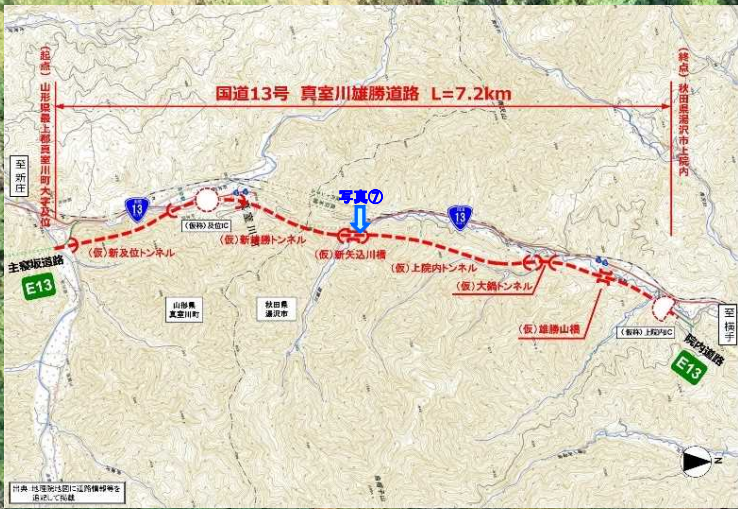 国道13号 真室川雄勝道路 L=7.2km
(起点) 山形県最上郡真室川町大字及位
(終点) 秋田県湯沢市上院内
至新庄
13
(仮称)及位IC
真室川町
写真⑦
13
(仮)新及位トンネル
(仮)新雄勝トンネル
(仮)新矢込川橋
(仮)上院内トンネル
(仮)大鍋トンネル
(仮)雄勝山橋
(仮称)上院内IC
主寝坂道路
E13
山形県
真室川町
秋田県
湯沢市
至横手
院内道路
E13
N
出典:地理院地図に道路情報等を
追記して掲載